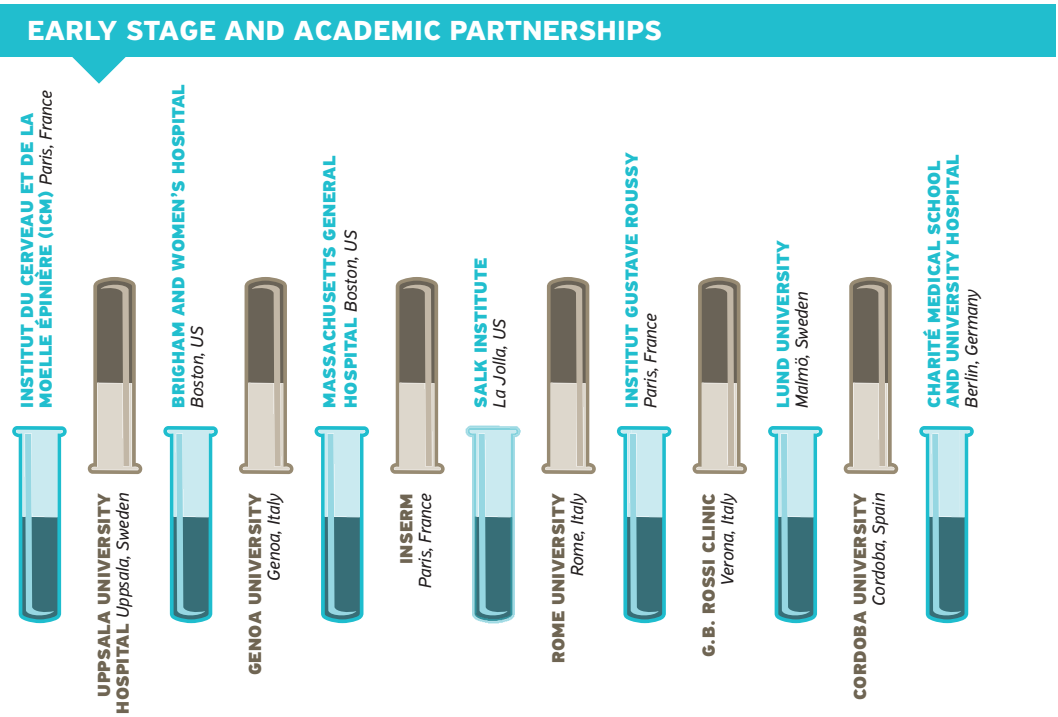 EARLY STAGE AND ACADEMIC PARTNERSHIPS
INSTITUT DU CERVEAU ET DE LA
MOELLE ÉPINIÈRE (ICM) Paris, France
UPPSALA UNIVERSITY
HOSPITAL Uppsala, Sweden
BRIGHAM AND WOMEN'S HOSPITAL
Boston, US
GENOA UNIVERSITY
Genoa, Italy
MASSACHUSETTS GENERAL
HOSPITAL Boston, US
INSERM
Paris, France
SALK INSTITUTE
La Jolla, US
ROME UNIVERSITY
Rome, Italy
INSTITUT GUSTAVE ROUSSY
Paris, France
G.B. ROSSI CLINIC
Verona, Italy
LUND UNIVERSITY
Malmö, Sweden
CORDOBA UNIVERSITY
Cordoba, Spain
CHARITÉ MEDICAL SCHOOL
AND UNIVERSITY HOSPITAL
Berlin, Germany